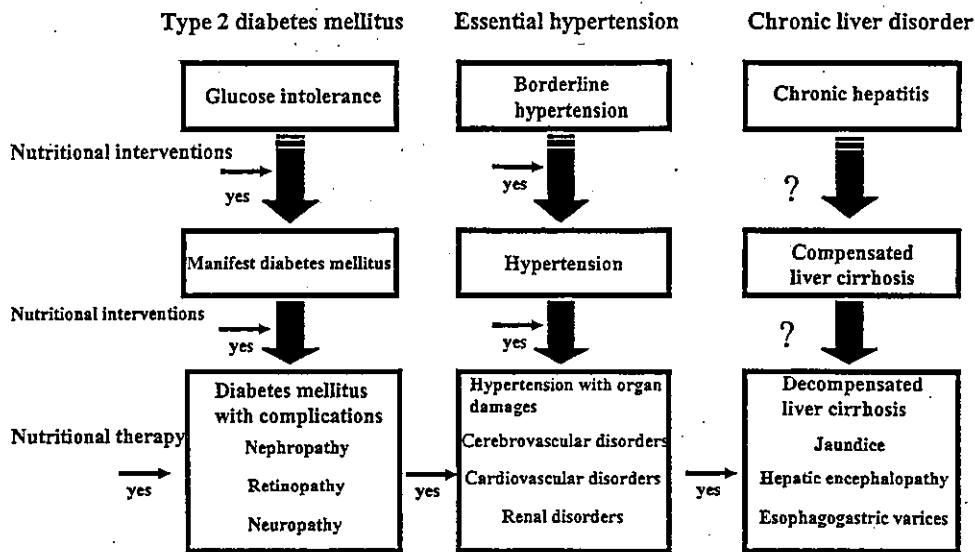 Type 2 diabetes mellitus Essential hypertension Chronic liver disorder
Glucose intolerance
Borderline
hypertension
Chronic hepatitis
Nutritional interventions
yes
yes
?
Manifest diabetes mellitus
Hypertension
Compensated
liver cirrhosis
Nutritional interventions
yes
yes
?
Diabetes mellitus
with complications
Nephropathy
Retinopathy
Neuropathy
Hypertension with organ
damages
Cerebrovascular disorders
Cardiovascular disorders
Renal disorders
Decompensated
liver cirrhosis
Jaundice
Hepatic encephalopathy
Esophagogastric varices
Nutritional therapy
yes
yes
yes